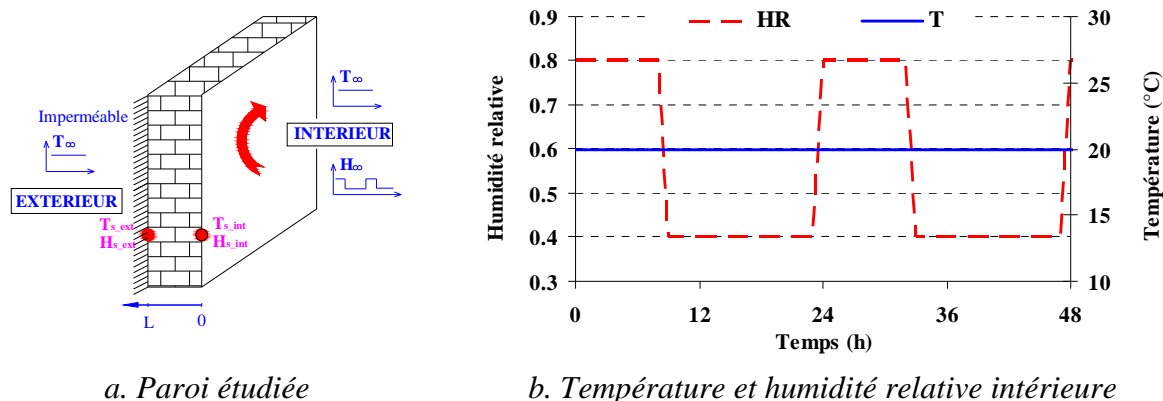 T∞
Imperméable
T∞
INTERIEUR
H∞
EXTERIEUR
Ts_ext
Hs_ext
Ts_int
Hs_int
L
0
a. Paroi étudiée
HR
T
Humidité relative
0.9
0.8
0.7
0.6
0.5
0.4
0.3
30
25
20
15
10
Température (°C)
0
12
24
36
48
Temps (h)
b. Température et humidité relative intérieure